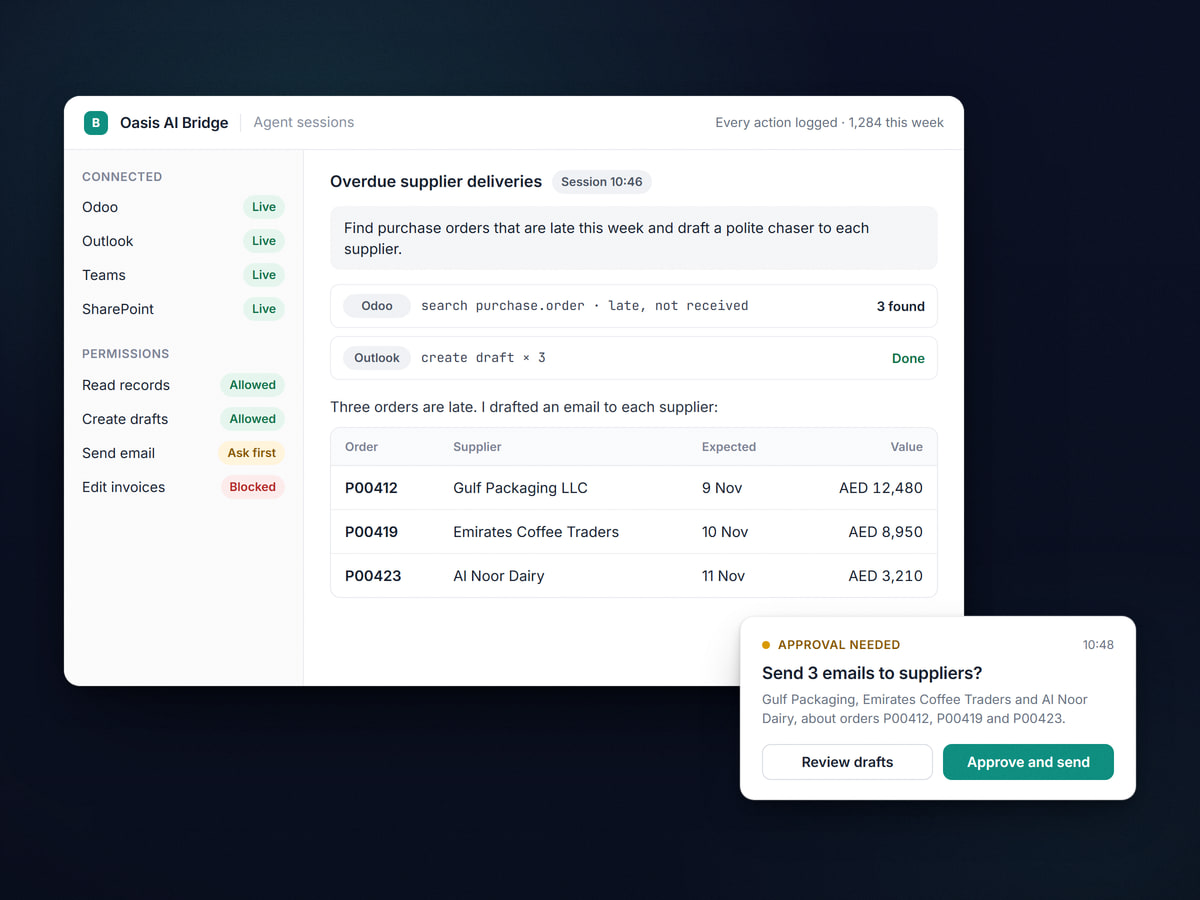 B Oasis AI Bridge Agent sessions Every action logged · 1,284 this week
CONNECTED
Odoo Live
Outlook Live
Teams Live
SharePoint Live
PERMISSIONS
Read records Allowed
Create drafts Allowed
Send email Ask first
Edit invoices Blocked
Overdue supplier deliveries Session 10:46
Find purchase orders that are late this week and draft a polite chaser to each
supplier.
Odoo search purchase.order · late, not received 3 found
Outlook create draft × 3 Done
Three orders are late. I drafted an email to each supplier:
Order Supplier Expected Value
P00412 Gulf Packaging LLC 9 Nov AED 12,480
P00419 Emirates Coffee Traders 10 Nov AED 8,950
P00423 Al Noor Dairy 11 Nov AED 3,210
APPROVAL NEEDED 10:48
Send 3 emails to suppliers?
Gulf Packaging, Emirates Coffee Traders and Al Noor
Dairy, about orders P00412, P00419 and P00423.
Review drafts Approve and send